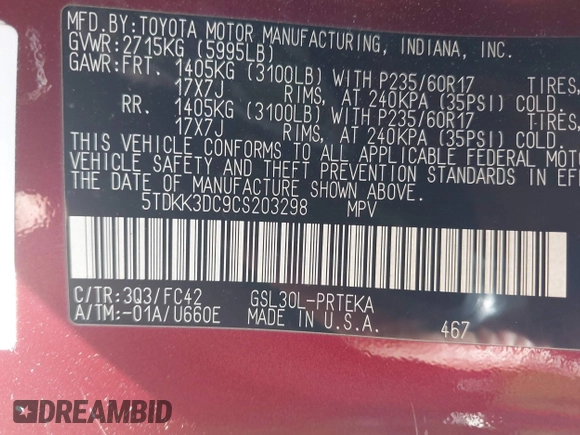 MFD.BY:TOYOTA MOTOR MANUFACTURING, INDIANA, INC.
GVWR:2715KG (5995LB)
GAWR:FRT. 1405KG (3100LB) WITH P235/60R17 TIRES,
17X7J RIMS, AT 240KPA (35PSI) COLD.
RR. 1405KG (3100LB) WITH P235/60R17 TIRES,
17X7J RIMS, AT 240KPA (35PSI) COLD.
THIS VEHICLE CONFORMS TO ALL APPLICABLE FEDERAL MOT
VEHICLE SAFETY AND THEFT PREVENTION STANDARDS IN EF
THE DATE OF MANUFACTURE SHOWN ABOVE.
5TDKK3DC9CS203298 MPV
C/TR:3Q3/FC42 GSL30L-PRTEKA
A/TM:-01A/U660E MADE IN U.S.A. 467
DREAMBID